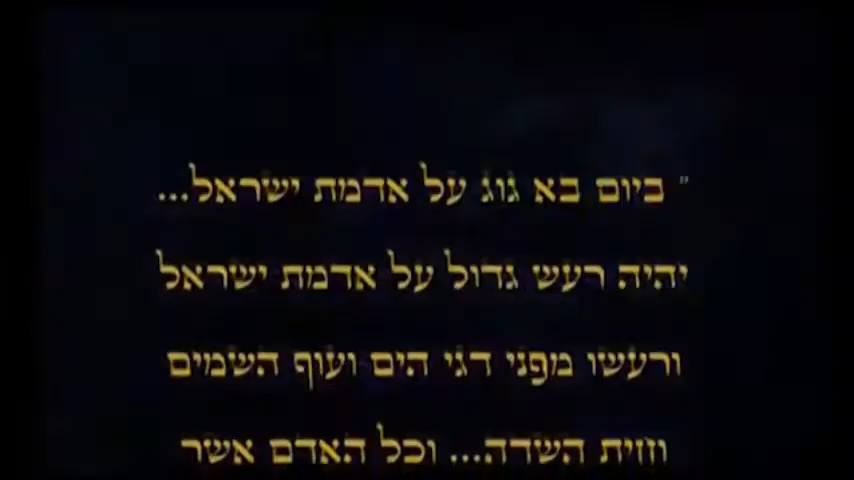 " ביום בא גוג על אדמת ישראל...
יהיה רעש גדול על אדמת ישראל
ורעשו מפני דגי הים ועוף השמים
וחית השדה... וכל האדם אשר